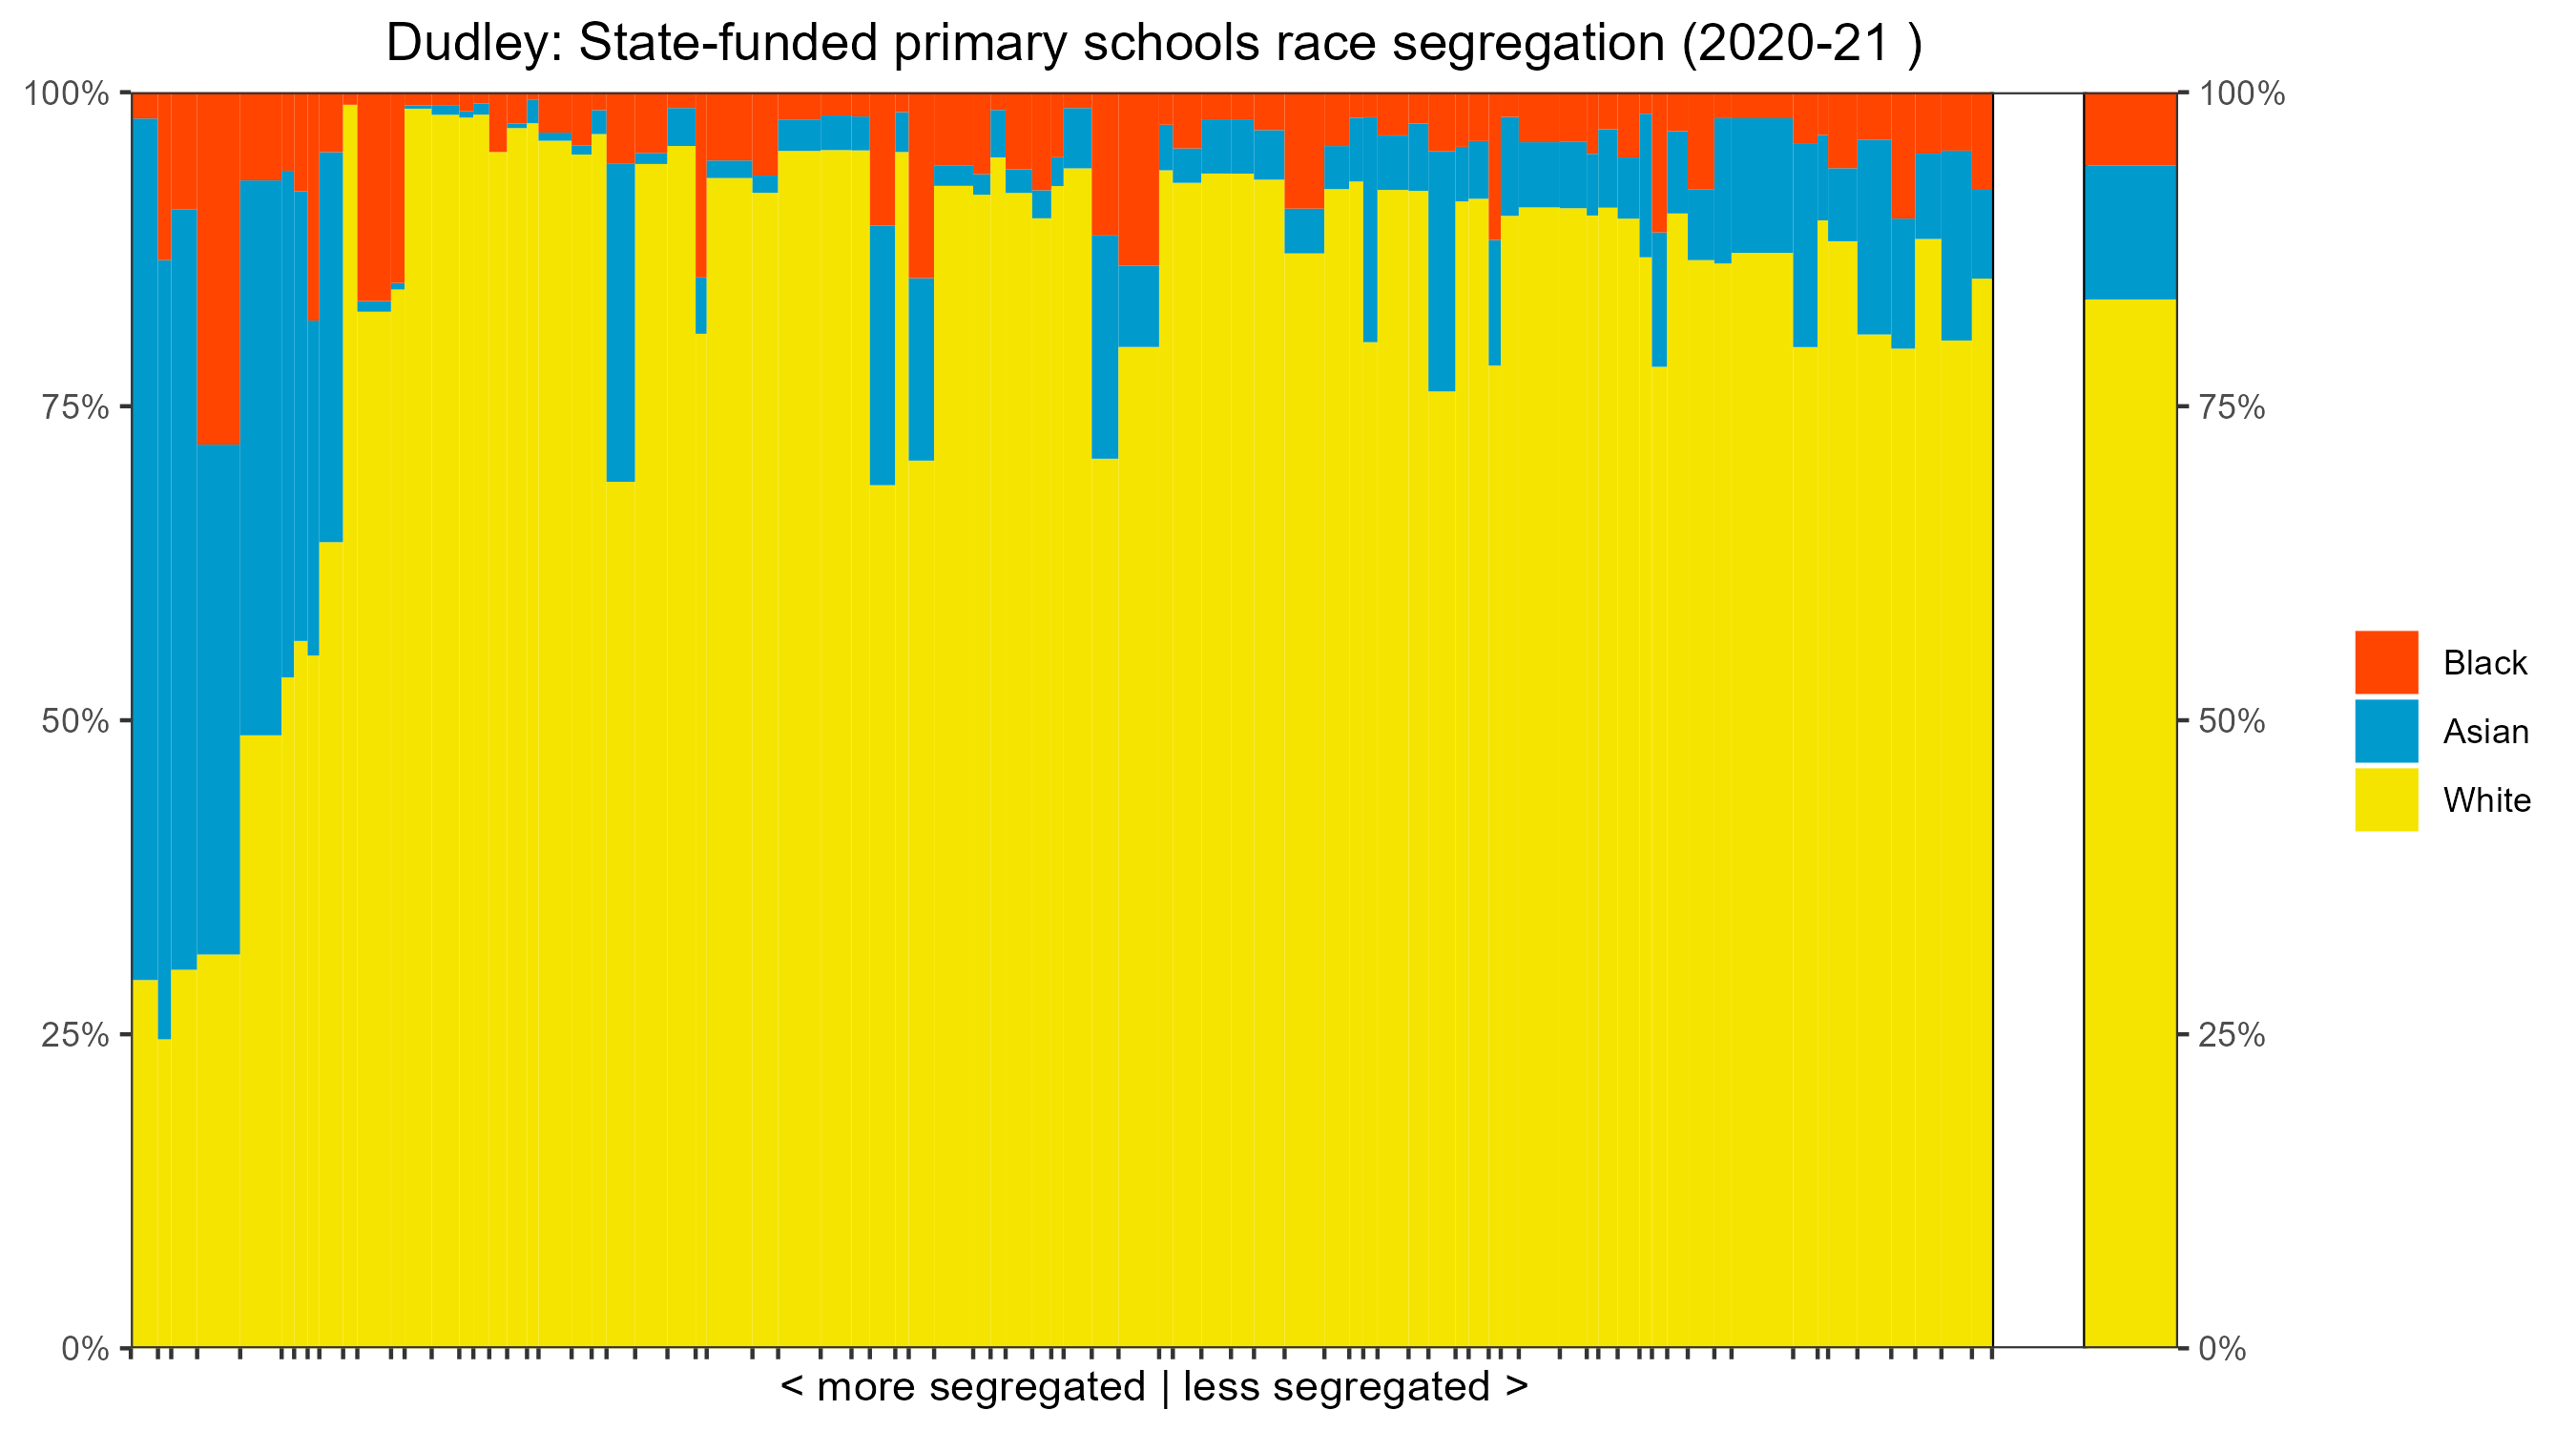 Dudley: State-funded primary schools race segregation (2020-21 )
100%
75%
50%
25%
0%
100%
75%
50%
25%
0%
Black
Asian
White
< more segregated | less segregated >